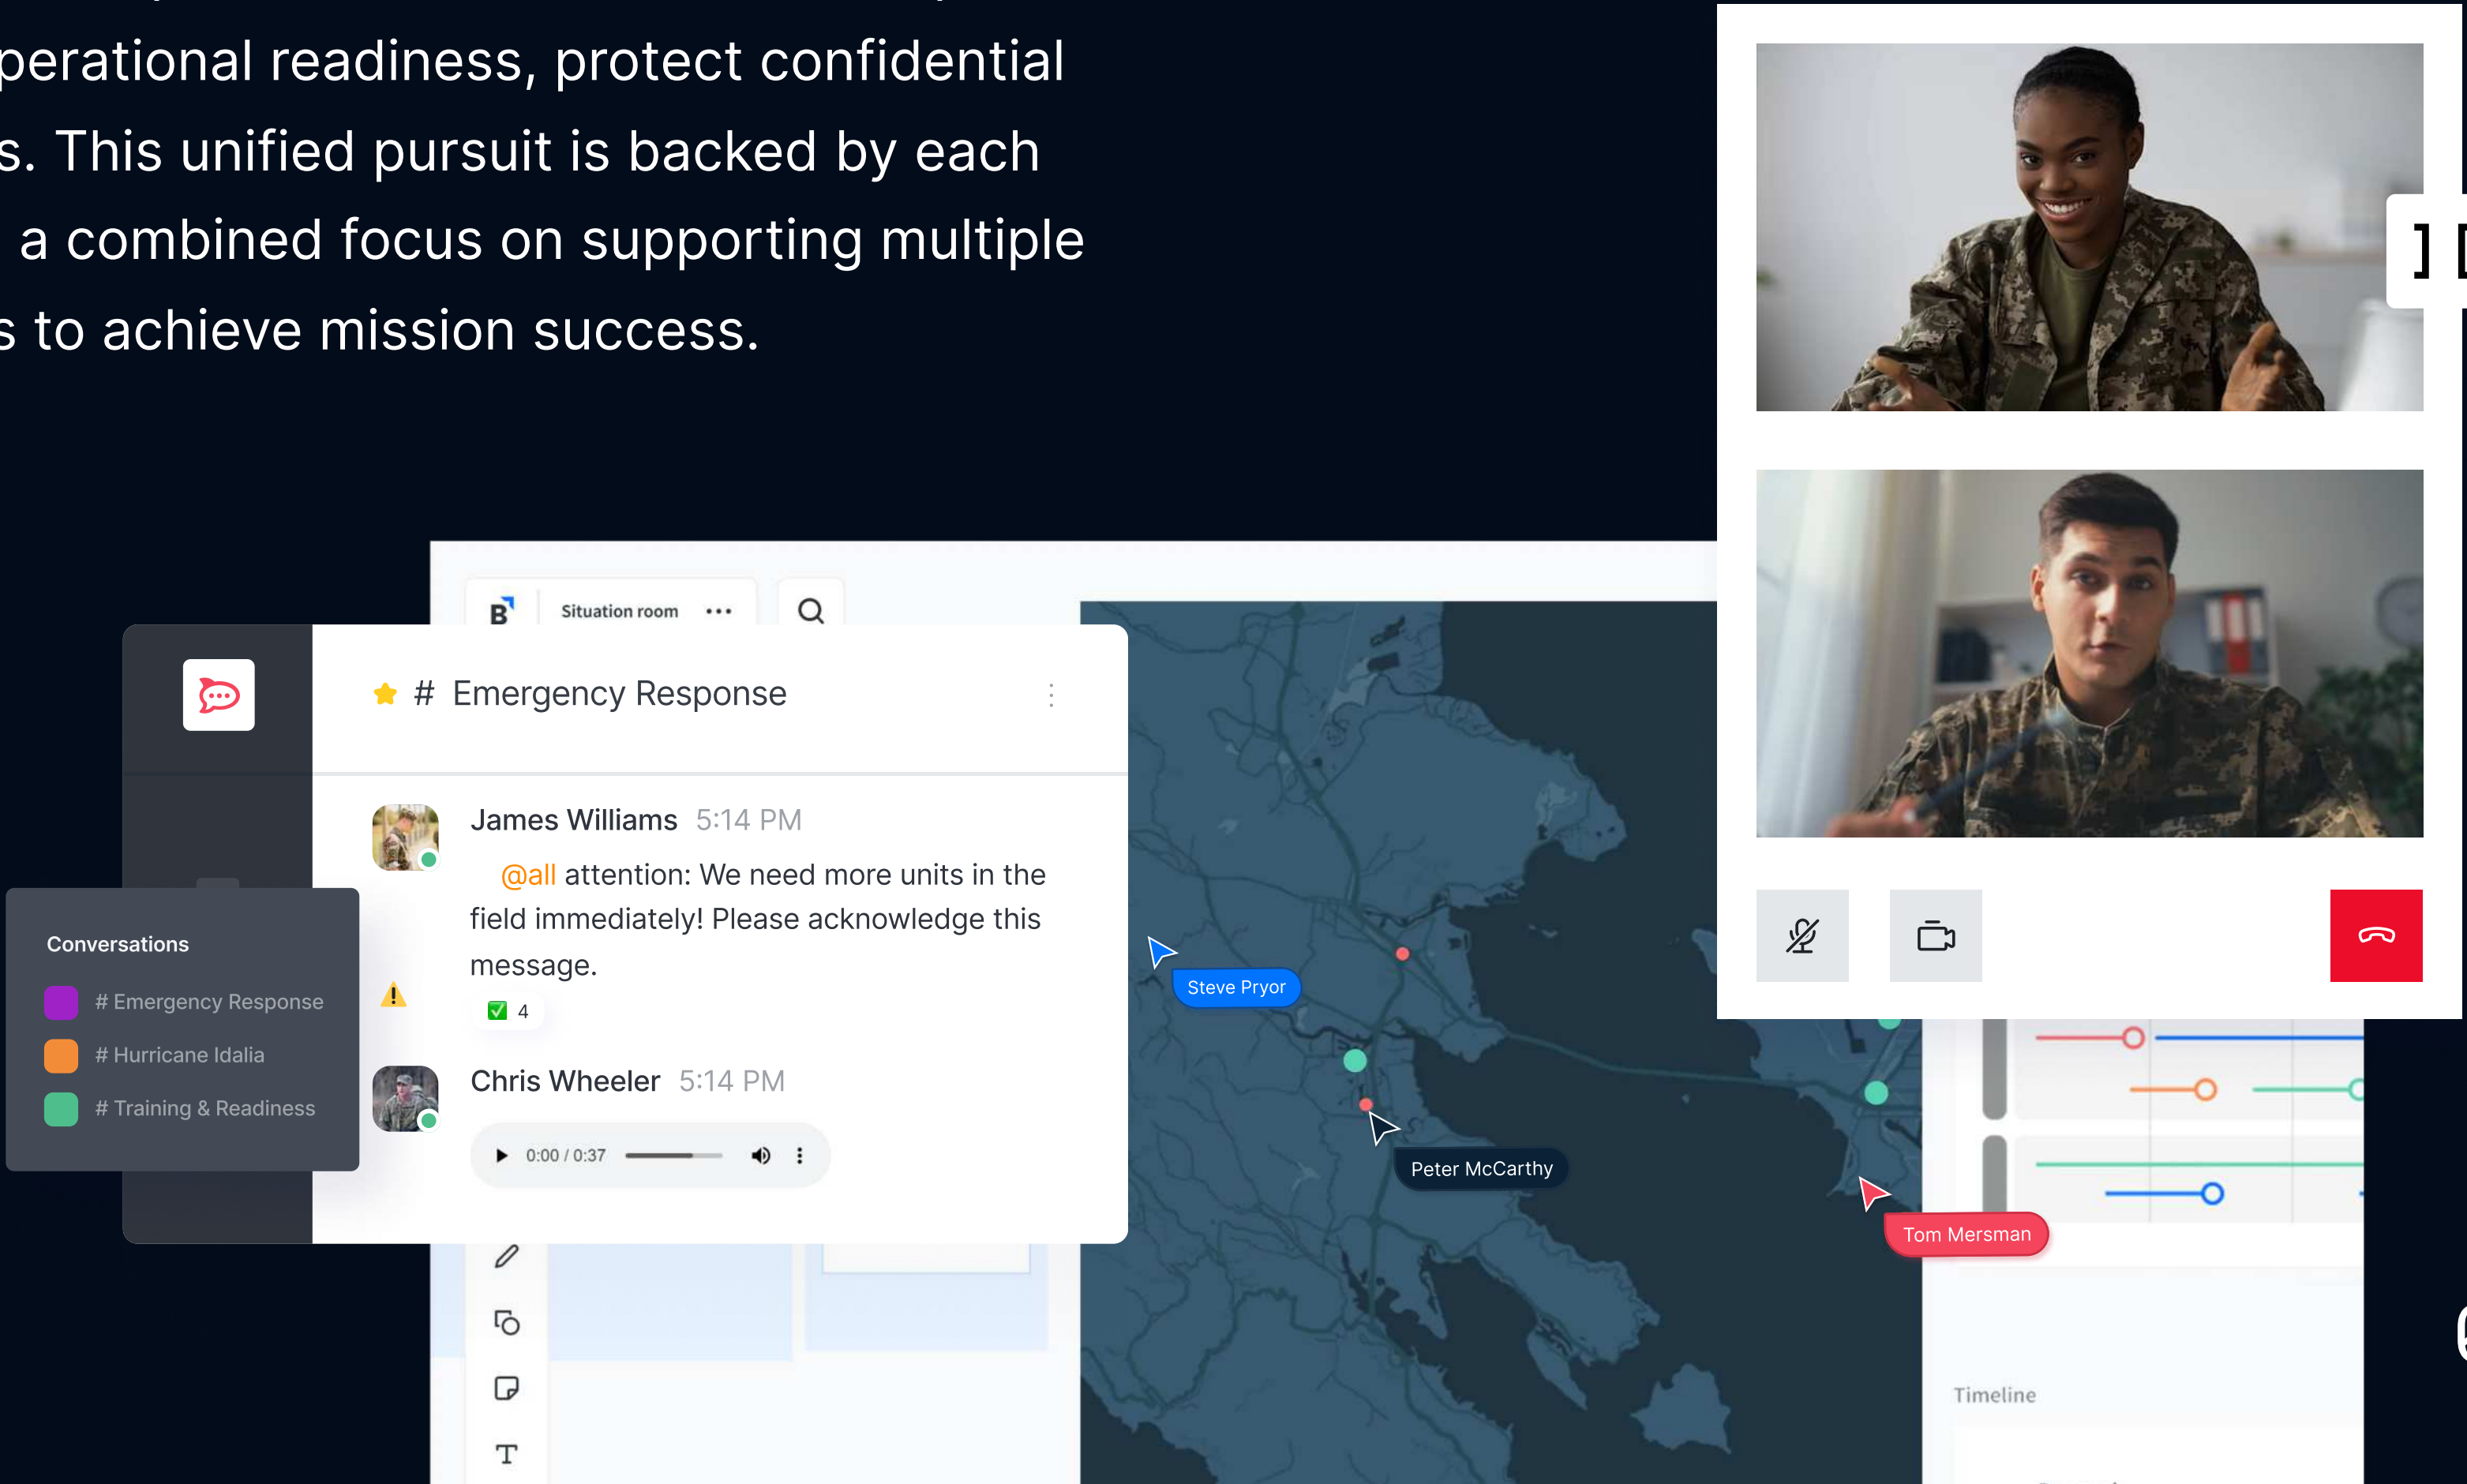 perational readiness, protect confidential
s. This unified pursuit is backed by each
a combined focus on supporting multiple
s to achieve mission success.
B
Situation room
# Emergency Response
James Williams 5:14 PM
@all attention: We need more units in the
field immediately! Please acknowledge this
message.
✅ 4
Chris Wheeler 5:14 PM
0:00 / 0:37
Conversations
# Emergency Response
# Hurricane Idalia
# Training & Readiness
Steve Pryor
Peter McCarthy
Tom Mersman
Timeline
T